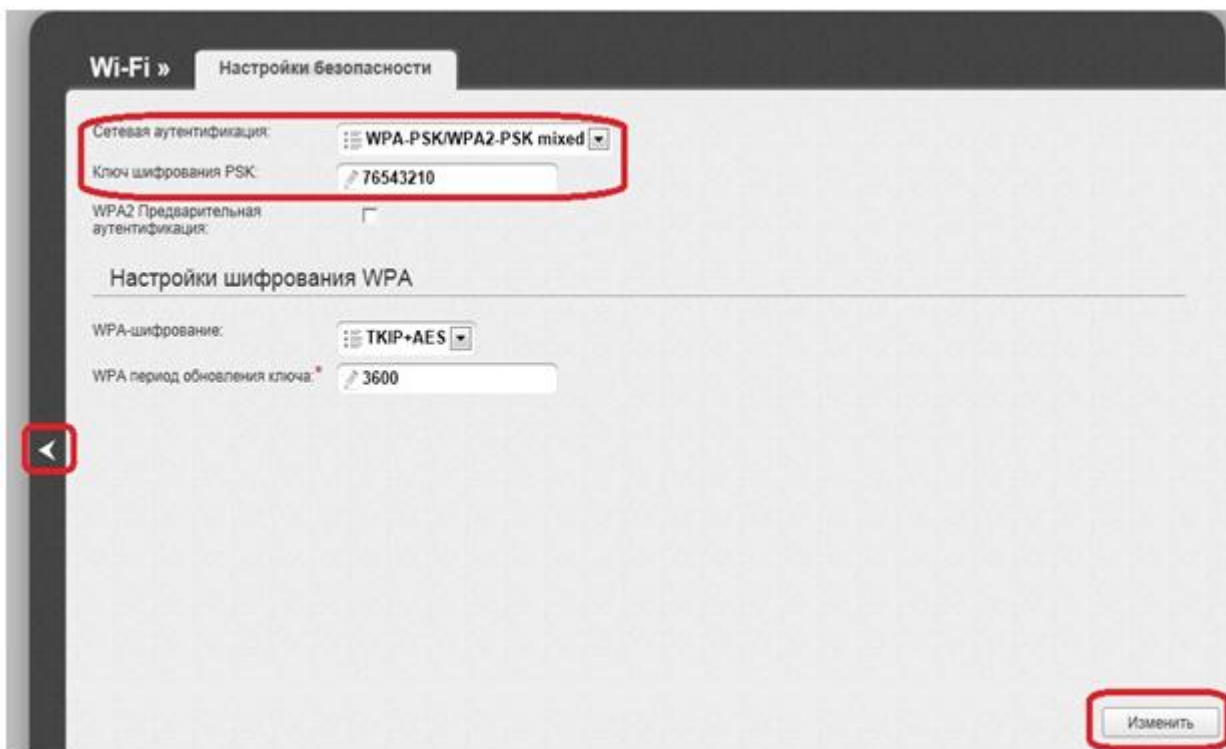 Wi-Fi » Настройки безопасности
Сетевая аутентификация: WPA-PSK/WPA2-PSK mixed
Ключ шифрования PSK: 76543210
WPA2 Предварительная
аутентификация:
Настройки шифрования WPA
WPA-шифрование: TKIP+AES
WPA период обновления ключа:* 3600
Изменить